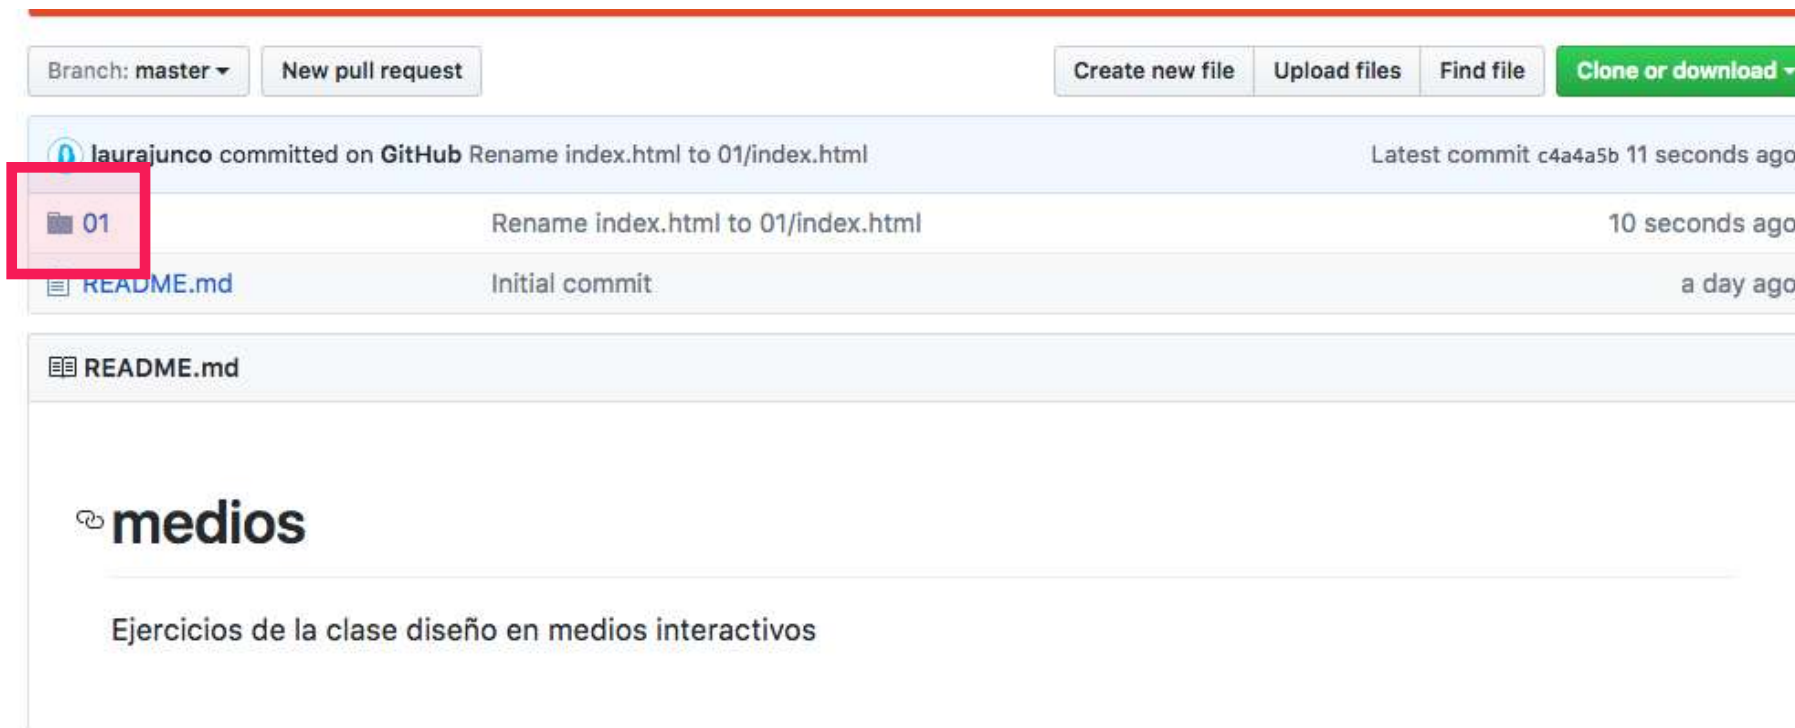 Branch: master New pull request Create new file Upload files Find file Clone or download
laurajunco committed on GitHub Rename index.html to 01/index.html Latest commit c4a4a5b 11 seconds ago
01 Rename index.html to 01/index.html 10 seconds ago
README.md Initial commit a day ago
README.md
medios
Ejercicios de la clase diseño en medios interactivos